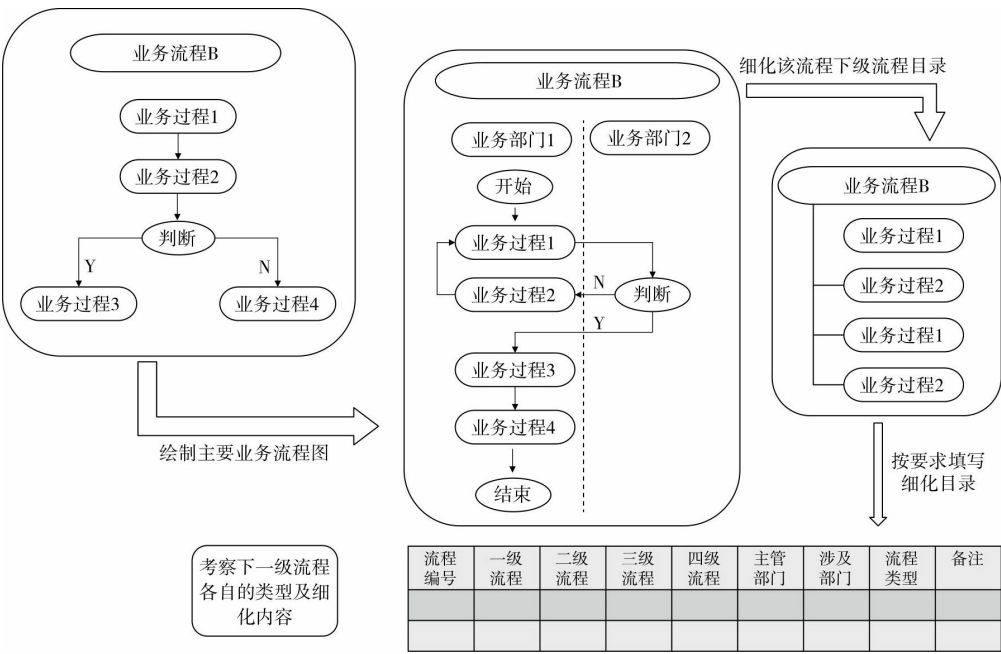 业务流程B
业务过程1
业务过程2
判断
Y
N
业务过程3
业务过程4
绘制主要业务流程图
业务流程B
业务部门1
业务部门2
开始
业务过程1
业务过程2
N
判断
Y
业务过程3
业务过程4
结束
细化该流程下级流程目录
业务流程B
业务过程1
业务过程2
业务过程1
业务过程2
按要求填写
细化目录
考察下一级流程
各自的类型及细
化内容
流程
编号
一级
流程
二级
流程
三级
流程
四级
流程
主管
部门
涉及
部门
流程
类型
备注